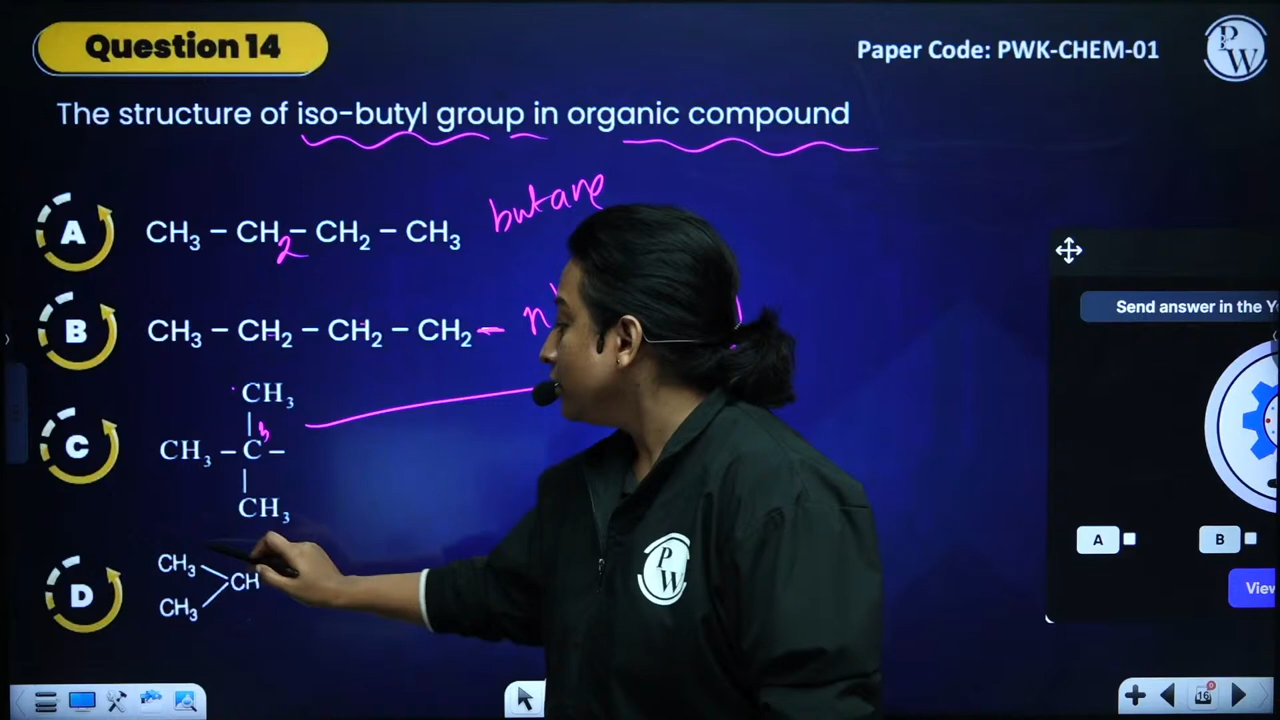 Question 14
Paper Code: PWK-CHEM-01
P
W
The structure of iso-butyl group in organic compound
A CH₃ – CH₂ – CH₂ – CH₃ butane
B CH₃ – CH₂ – CH₂ – CH₂ – n
CH₃
C CH₃ – C –
CH₃
CH₃
D CH
CH₃
P
W
Send answer in the
A
B
View
16